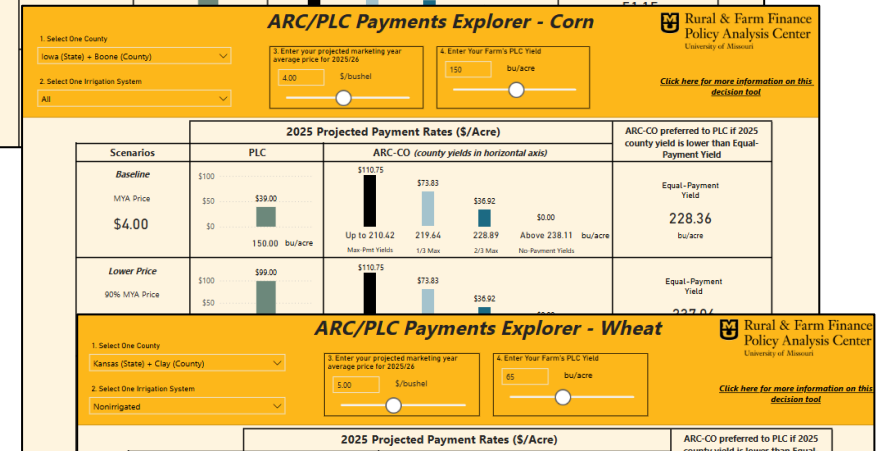 ARC/PLC Payments Explorer - Corn
Rural & Farm Finance
Policy Analysis Center
University of Missouri
1. Select One County
Iowa (State) + Boone (County)
2. Select One Irrigation System
All
3. Enter your projected marketing year
average price for 2025/26
4.00 $/bushel
4. Enter Your Farm's PLC Yield
150 bu/acre
Click here for more information on this
decision tool
2025 Projected Payment Rates ($/Acre)
ARC-CO preferred to PLC if 2025
county yield is lower than Equal-
Payment Yield
Scenarios PLC ARC-CO (county yields in horizontal axis)
Baseline
MYA Price
$4.00
$100
$50
$0
$39.00
150.00 bu/acre
$110.75
$73.83
$36.92
$0.00
Up to 210.42 219.64 228.89 Above 238.11 bu/acre
Max-Pmt Yields 1/3 Max 2/3 Max No-Payment Yields
Equal-Payment
Yield
228.36
bu/acre
Lower Price
90% MYA Price
$100
$50
$99.00
$110.75
$73.83
$36.92
Equal-Payment
Yield
ARC/PLC Payments Explorer - Wheat
Rural & Farm Finance
Policy Analysis Center
University of Missouri
1. Select One County
Kansas (State) + Clay (County)
2. Select One Irrigation System
Nonirrigated
3. Enter your projected marketing year
average price for 2025/26
5.00 $/bushel
4. Enter Your Farm's PLC Yield
65 bu/acre
Click here for more information on this
decision tool
2025 Projected Payment Rates ($/Acre)
ARC-CO preferred to PLC if 2025
county yield is lower than Equal-